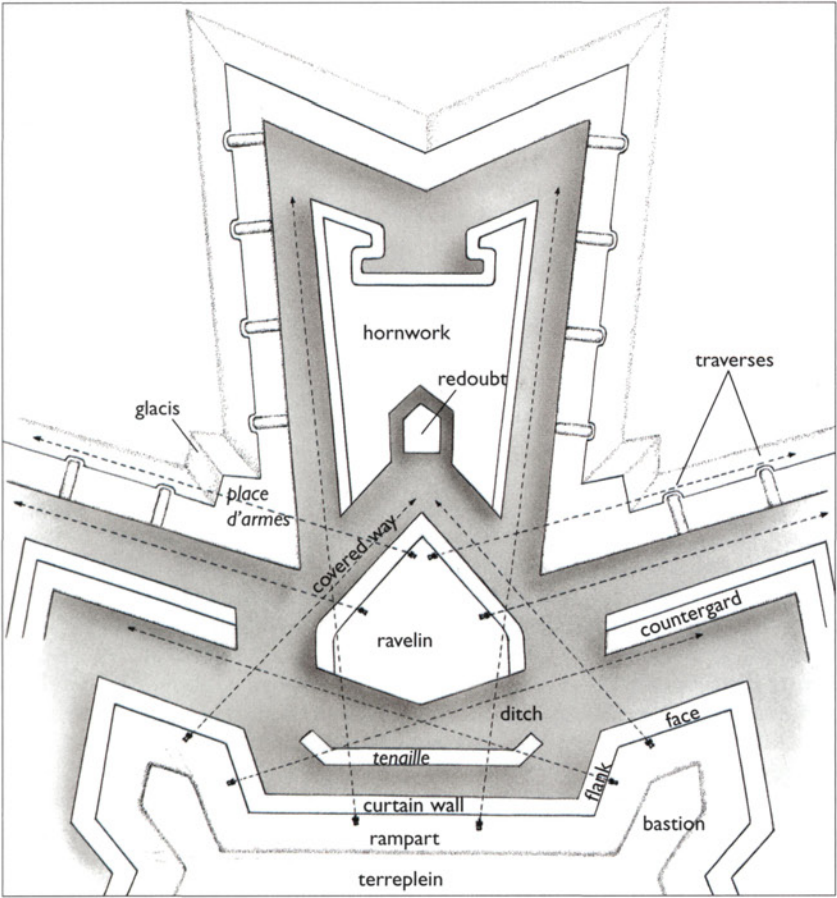 hornwork
redoubt
traverses
glacis
place
d'armes
covered way
ravelin
countergard
ditch
face
tenaille
flank
curtain wall
bastion
rampart
terreplein